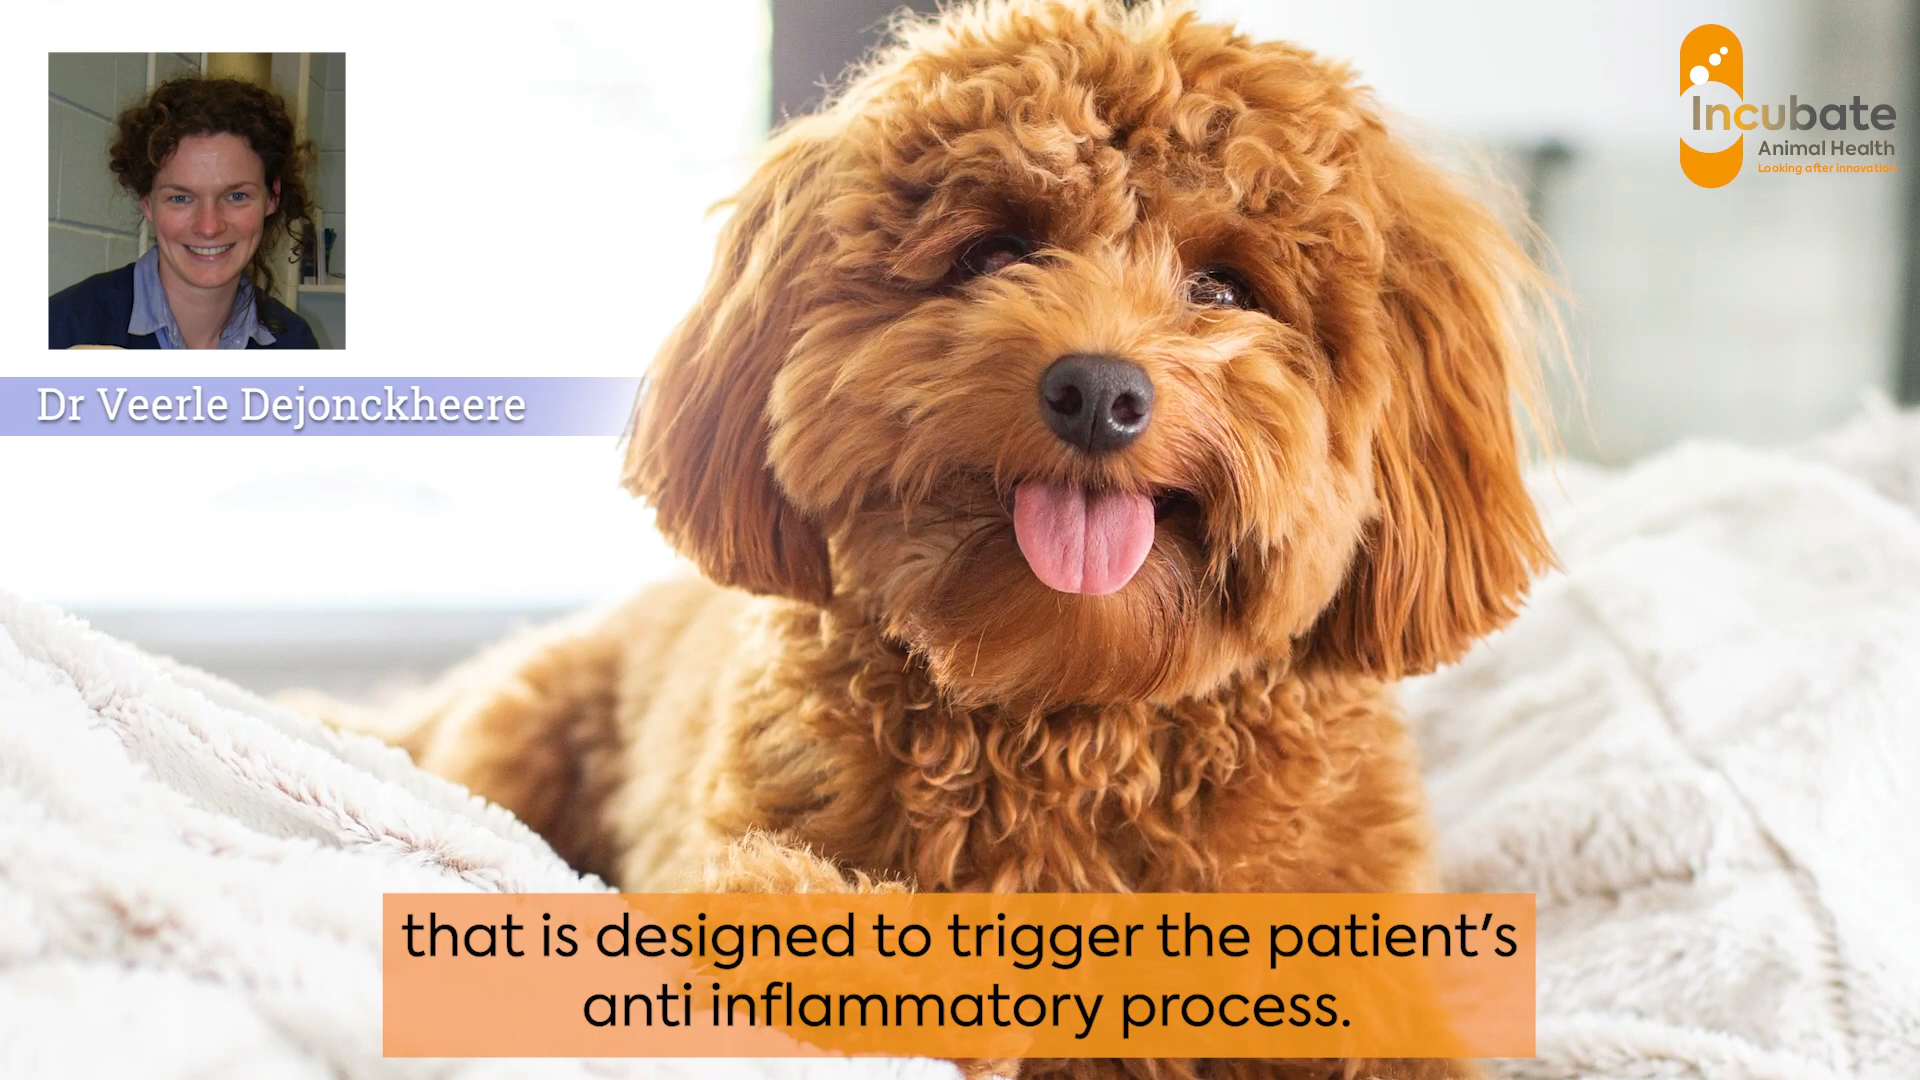 Incubate
Animal Health
Looking after innovation
Dr Veerle Dejonckheere
that is designed to trigger the patient's
anti inflammatory process.